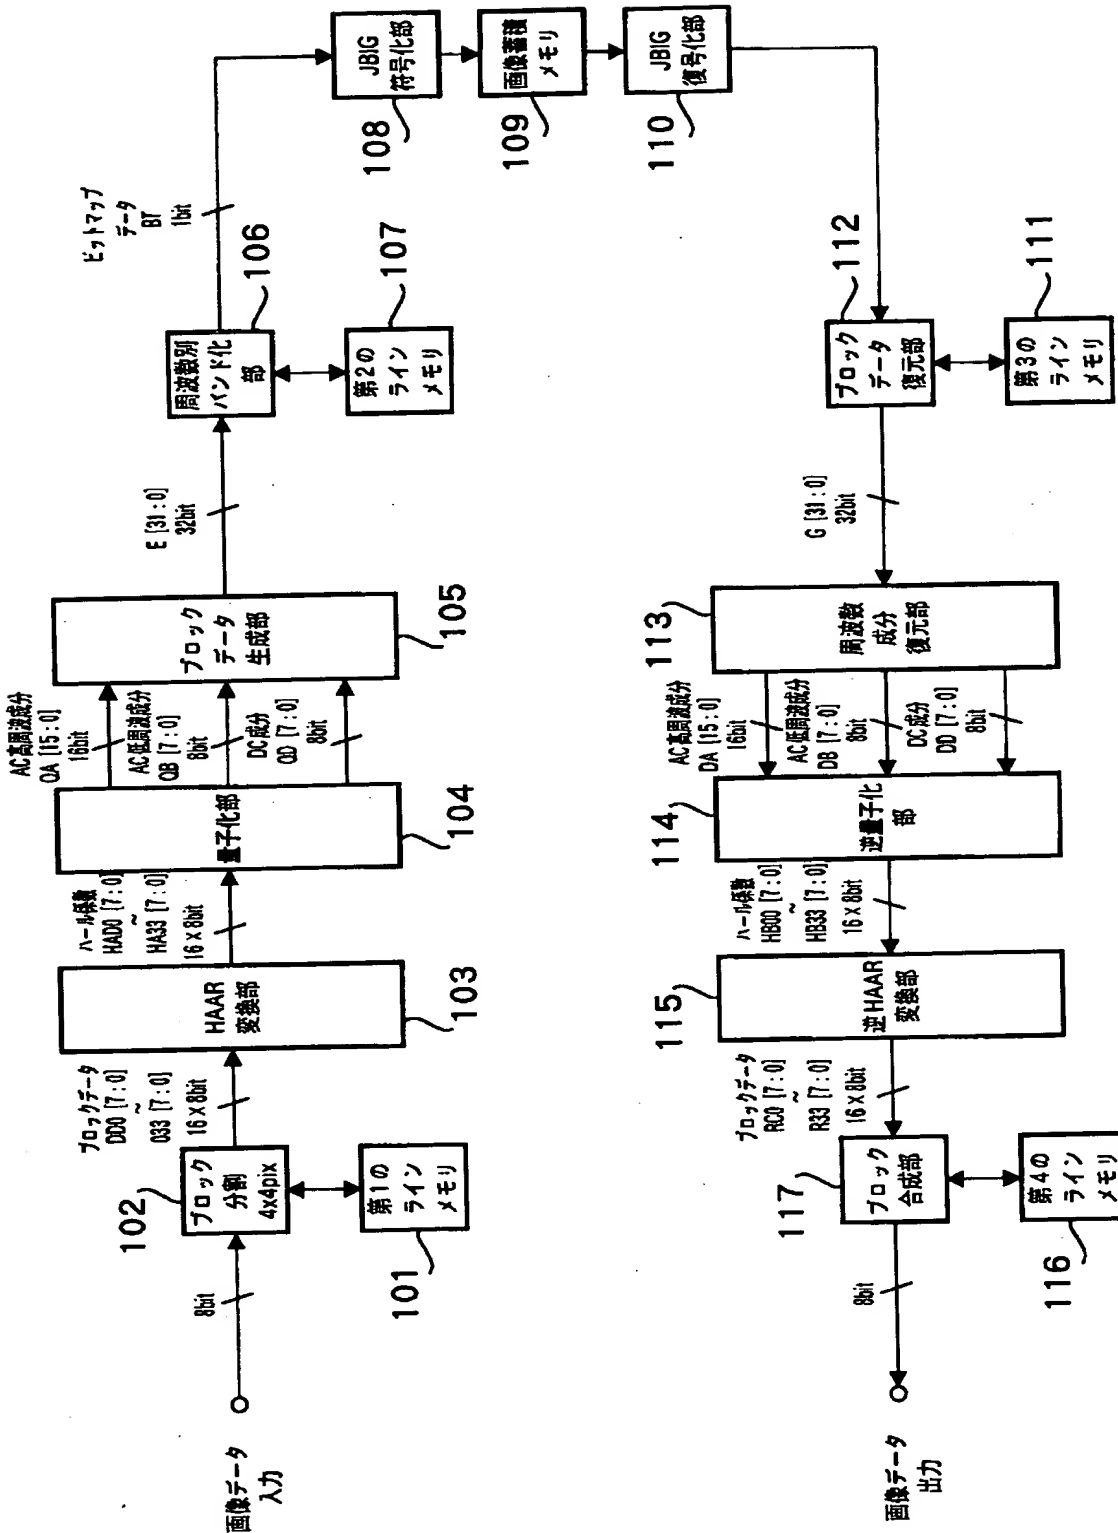 画像データ
入力
8bit
102
ブロック
分割
4x4pix
第1の
ライン
メモリ
101
ブロックデータ
DD0 [7:0]
~
033 [7:0]
16×8bit
HAAR
変換部
103
ハール係数
HAD0 [7:0]
~
HA33 [7:0]
16×8bit
量子化部
104
AC高周波成分
QA [15:0]
16bit
AC低周波成分
QB [7:0]
8bit
DC成分
QD [7:0]
8bit
ブロック
データ
生成部
105
E [31:0]
32bit
周波数別
バンド化
部
106
第2の
ライン
メモリ
107
ビットマップ
データ
BT
1bit
JBIG
符号化部
108
画像蓄積
メモリ
109
JBIG
復号化部
110
ブロック
データ
復元部
112
第3の
ライン
メモリ
111
G [31:0]
32bit
113
周波数
成分
復元部
AC高周波成分
DA [15:0]
16bit
AC低周波成分
DB [7:0]
8bit
DC成分
DD [7:0]
8bit
114
逆量子化
部
ハール係数
HB00 [7:0]
~
HB33 [7:0]
16×8bit
115
逆HAAR
変換部
ブロックデータ
RC0 [7:0]
~
R33 [7:0]
16×8bit
117
ブロック
合成部
第4の
ライン
メモリ
116
8bit
画像データ
出力